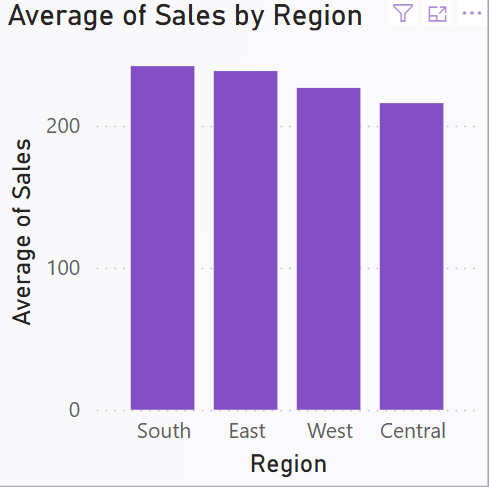 Average of Sales by Region
Average of Sales
200
100
0
South East West Central
Region